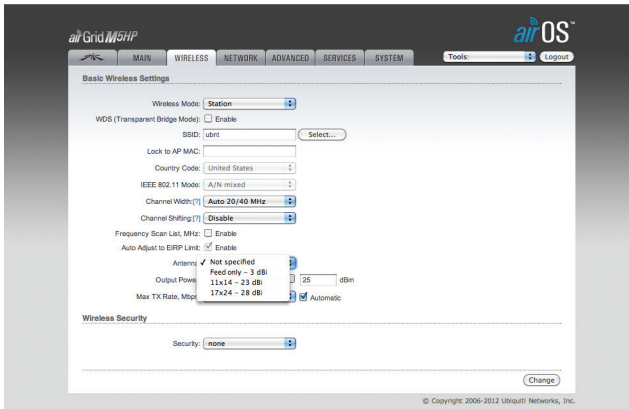 airGrid M5HP
airOS™
MAIN WIRELESS NETWORK ADVANCED SERVICES SYSTEM Tools: Logout
Basic Wireless Settings
Wireless Mode: Station
WDS (Transparent Bridge Mode): Enable
SSID: ubnt Select...
Lock to AP MAC:
Country Code: United States
IEEE 802.11 Mode: A/N mixed
Channel Width:[?] Auto 20/40 MHz
Channel Shifting:[?] Disable
Frequency Scan List, MHz: Enable
Auto Adjust to EIRP Limit: Enable
Antenna ✓ Not specified
Feed only – 3 dBi
Output Power 11x14 – 23 dBi 25 dBm
Max TX Rate, Mbps 17x24 – 28 dBi Automatic
Wireless Security
Security: none
Change
© Copyright 2006-2012 Ubiquiti Networks, Inc.